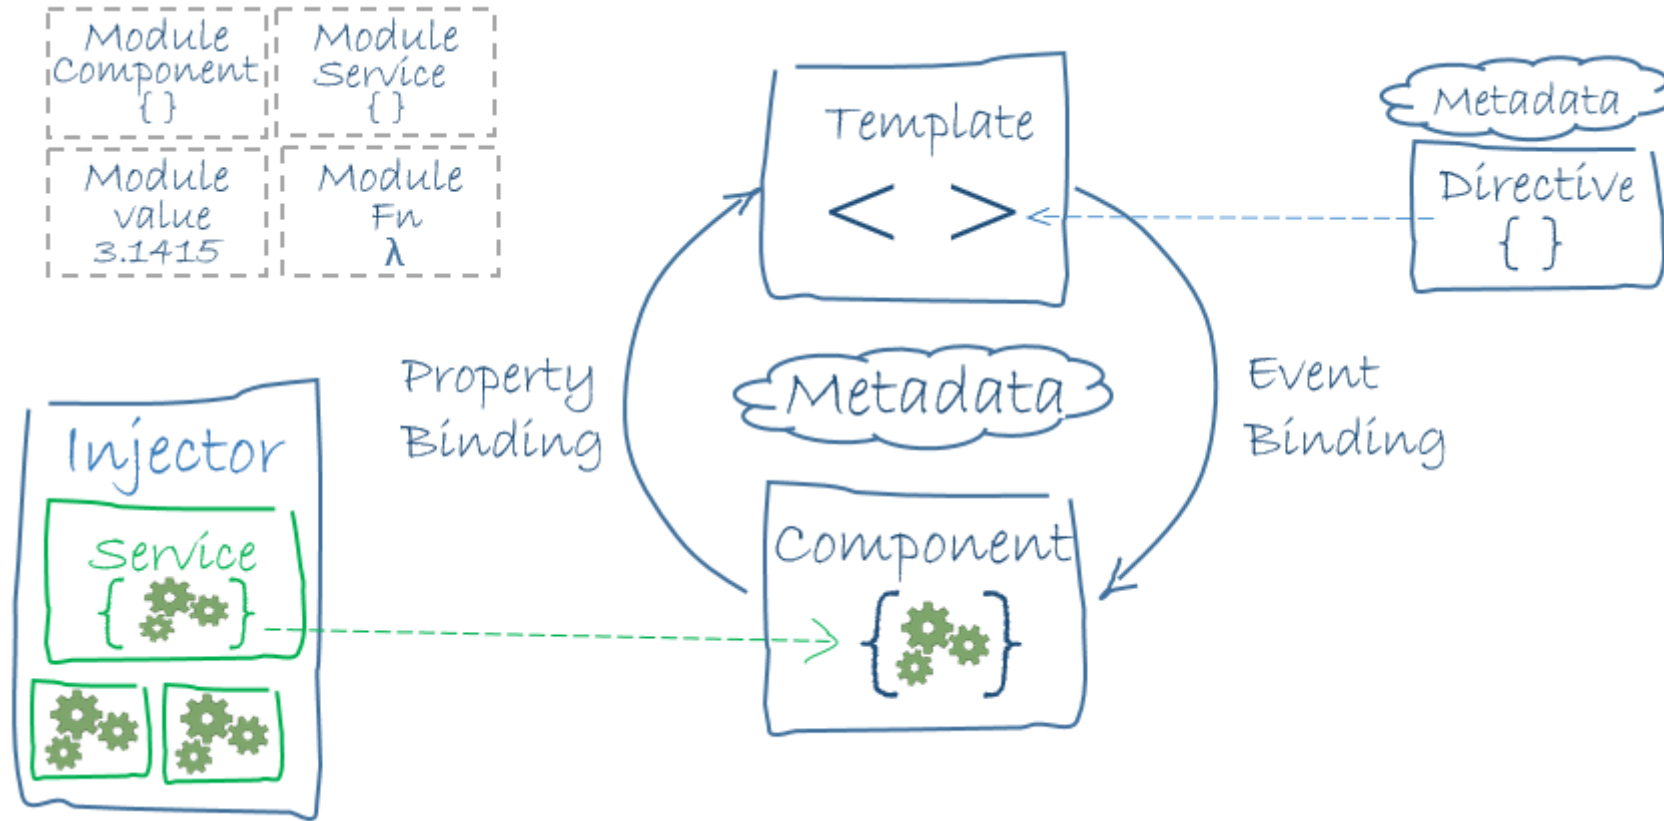 Module
Component
{ }
Module
Service
{ }
Module
value
3.1415
Module
Fn
λ
Template
< >
Metadata
Directive
{ }
Property
Binding
Metadata
Event
Binding
Injector
Service
{ }
Component
{ }